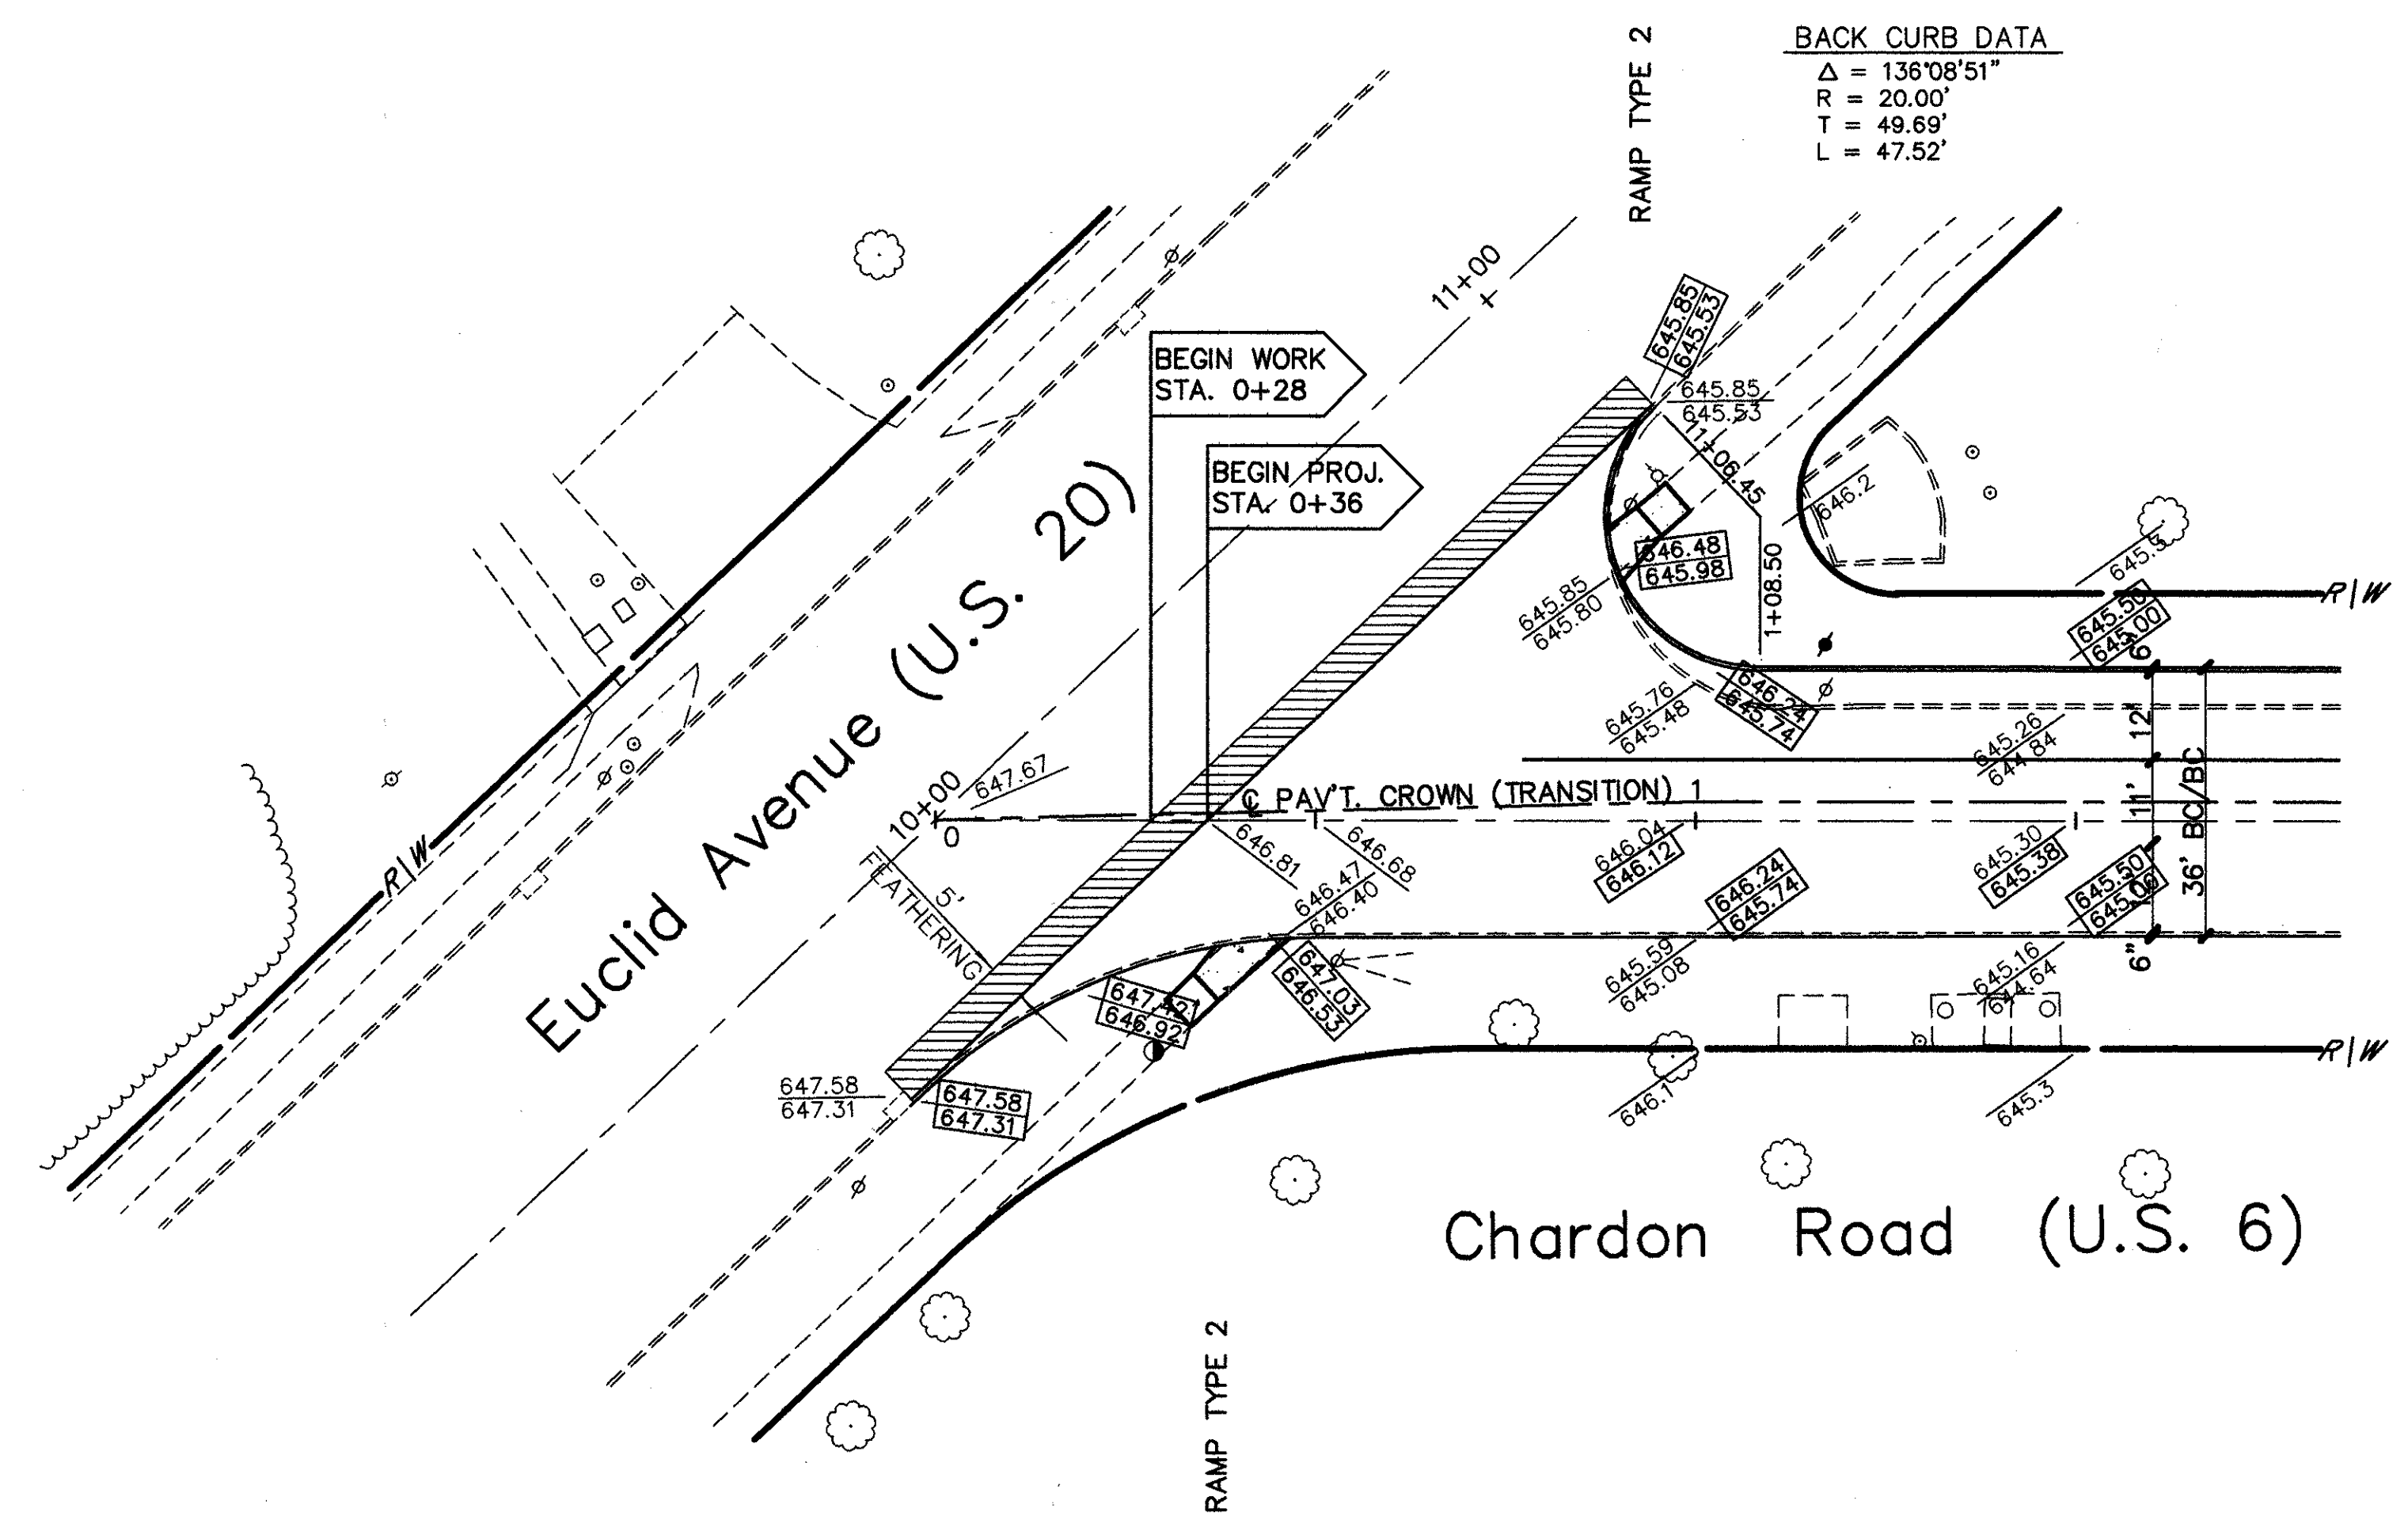 BACK CURB DATA
Δ = 136°08'51"
R = 20.00'
T = 49.69'
L = 47.52'
RAMP TYPE 2
11+00
645.85
645.53
BEGIN WORK
STA. 0+28
645.85
645.53
11+06.45
BEGIN PROJ.
STA. 0+36
646.2
646.48
645.98
1+08.50
645.3
645.85
645.80
645.50
645.00
R/W
6"
646.24
645.74
645.76
645.48
12'
645.26
644.84
Euclid Avenue (U.S. 20)
647.67
10+00
0
℄ PAV'T. CROWN (TRANSITION) 1
11'
36' BC/BC
R/W
5'
FEATHERING
646.81
646.68
646.47
646.40
646.04
646.12
646.24
645.74
645.30
645.38
645.50
645.00
6"
647.42
646.92
647.03
646.53
645.59
645.08
645.16
644.64
R/W
647.58
647.31
647.58
647.31
646.1
645.3
Chardon Road (U.S. 6)
RAMP TYPE 2